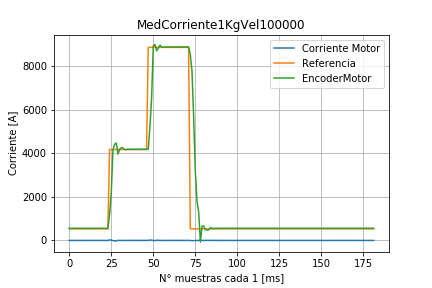 MedCorriente1KgVel100000
Corriente Motor
Referencia
EncoderMotor
Corriente [A]
8000
6000
4000
2000
0
0 25 50 75 100 125 150 175
N° muestras cada 1 [ms]